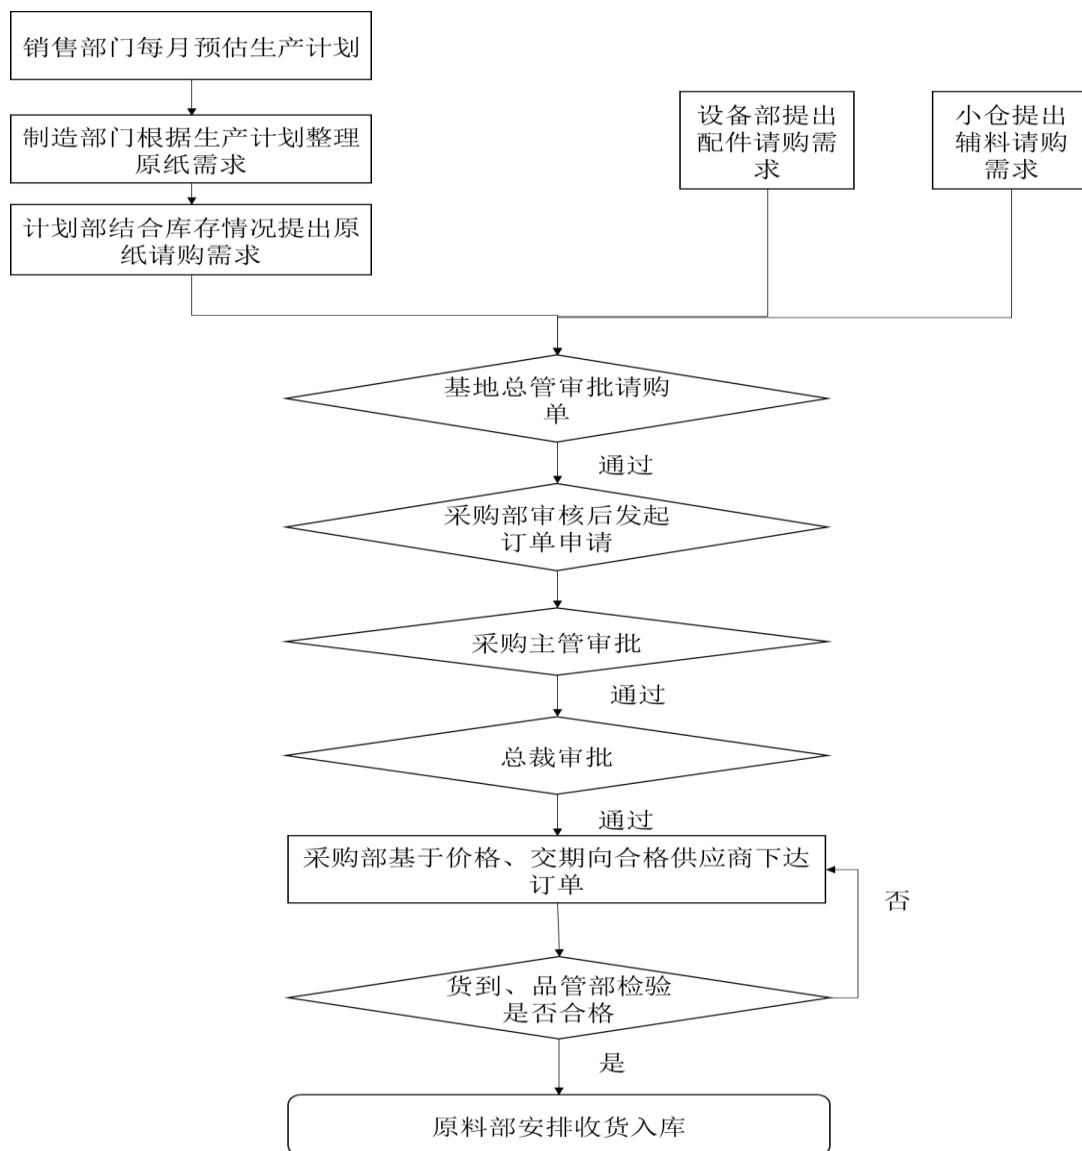 销售部门每月预估生产计划
制造部门根据生产计划整理
原纸需求
计划部结合库存情况提出原
纸请购需求
设备部提出
配件请购需
求
小仓提出
辅料请购
需求
基地总管审批请购
单
通过
采购部审核后发起
订单申请
采购主管审批
通过
总裁审批
通过
采购部基于价格、交期向合格供应商下达
订单
否
货到、品管部检验
是否合格
是
原料部安排收货入库